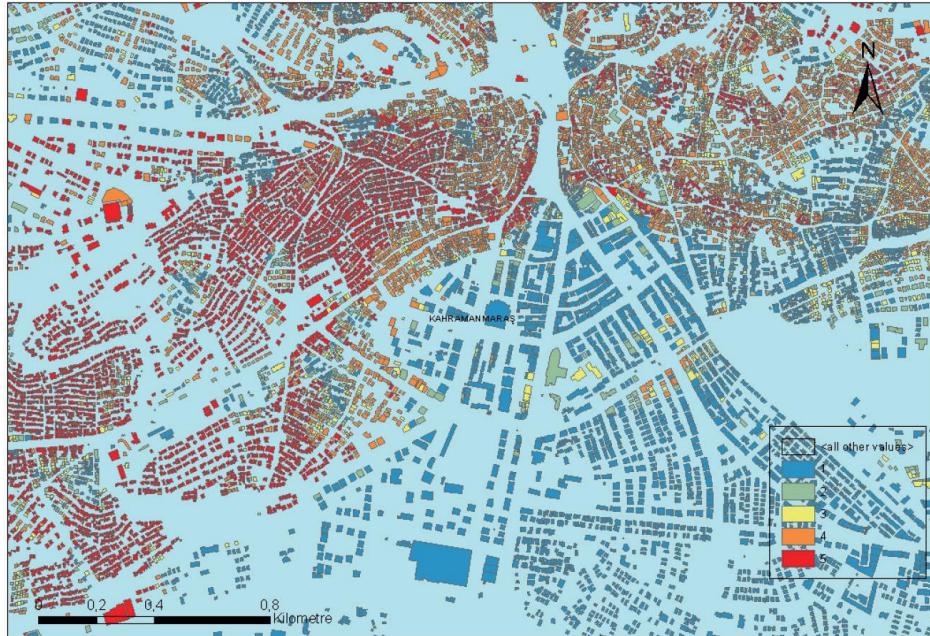 N
KAHRAMANMARAŞ
<all other values>
1
2
3
4
5
0 0,2 0,4 0,8
Kilometre